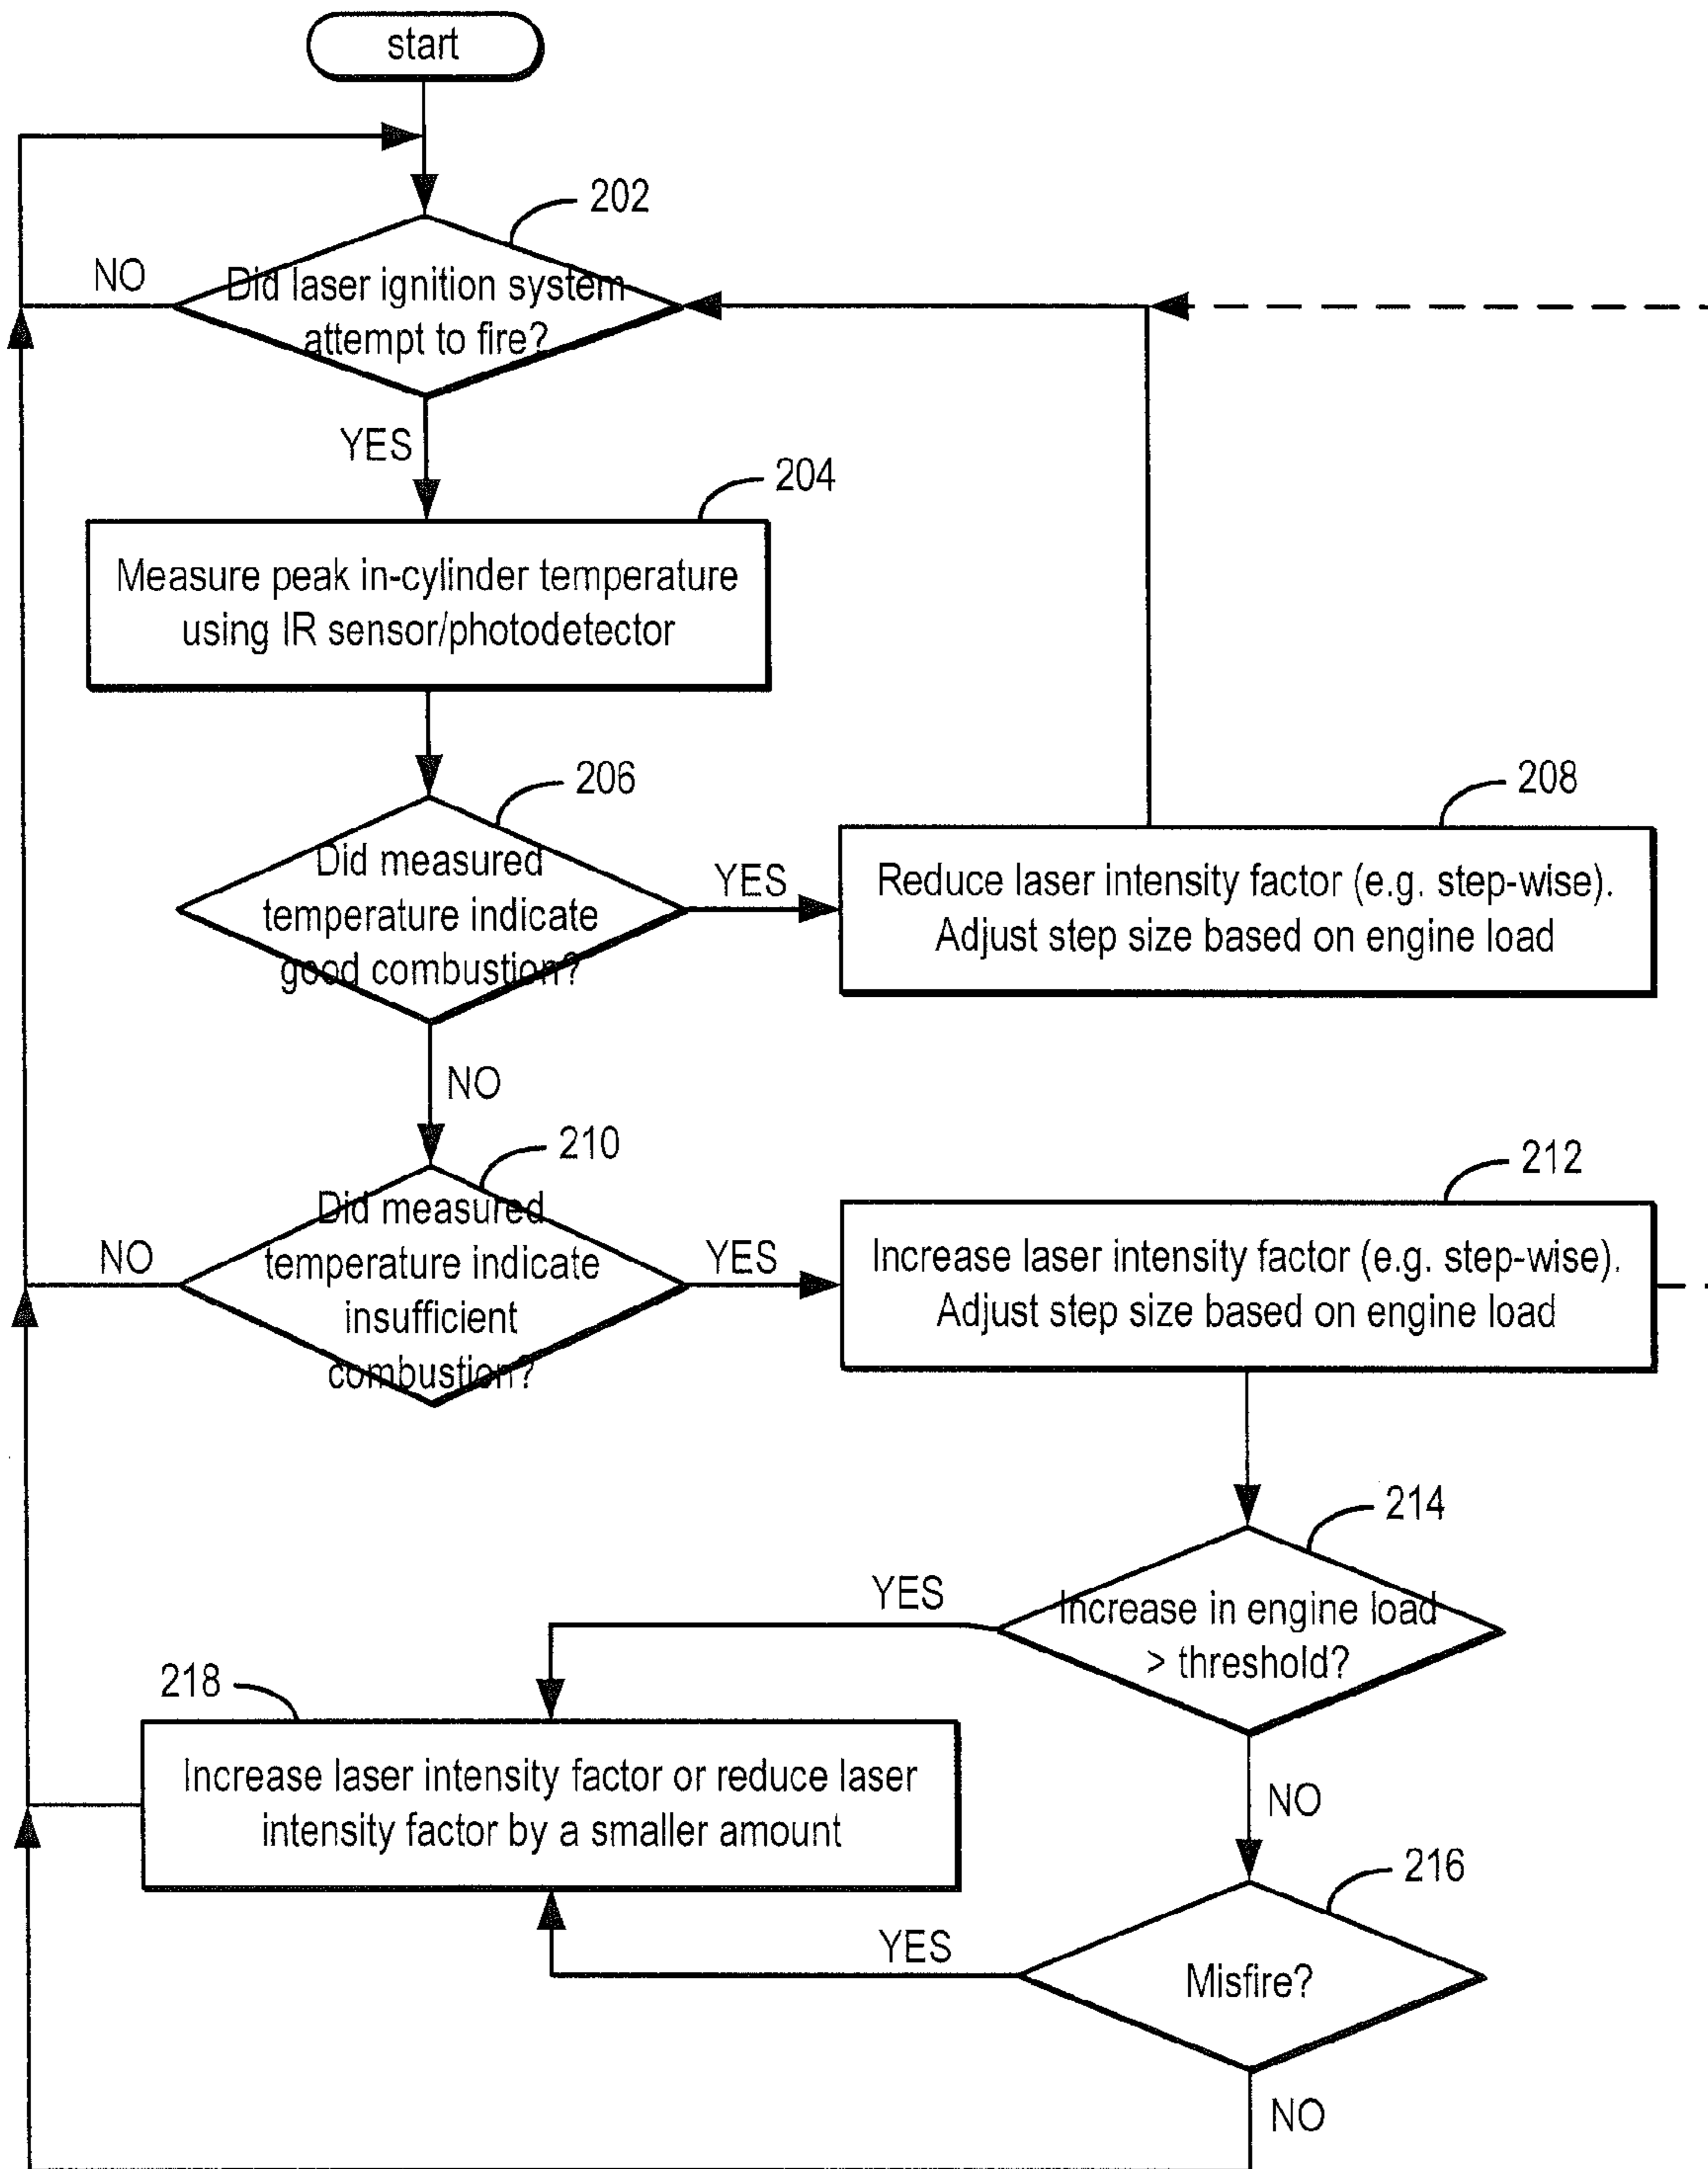 start
202
NO
Did laser ignition system
attempt to fire?
YES
204
Measure peak in-cylinder temperature
using IR sensor/photodetector
206
208
Did measured
temperature indicate
good combustion?
YES
Reduce laser intensity factor (e.g. step-wise).
Adjust step size based on engine load
NO
210
212
Did measured
temperature indicate
insufficient
combustion?
NO
YES
Increase laser intensity factor (e.g. step-wise).
Adjust step size based on engine load
214
YES
Increase in engine load
> threshold?
218
Increase laser intensity factor or reduce laser
intensity factor by a smaller amount
NO
216
YES
Misfire?
NO